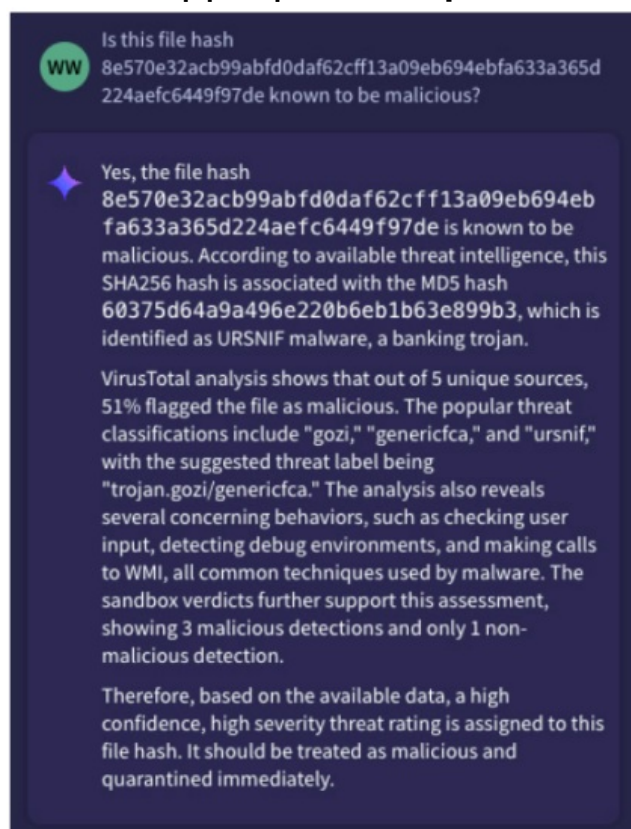 WW
Is this file hash
8e570e32acb99abfd0daf62cff13a09eb694ebfa633a365d
224aefc6449f97de known to be malicious?
Yes, the file hash
8e570e32acb99abfd0daf62cff13a09eb694eb
fa633a365d224aefc6449f97de is known to be
malicious. According to available threat intelligence, this
SHA256 hash is associated with the MD5 hash
60375d64a9a496e220b6eb1b63e899b3, which is
identified as URSNIF malware, a banking trojan.
VirusTotal analysis shows that out of 5 unique sources,
51% flagged the file as malicious. The popular threat
classifications include "gozi," "genericfca," and "ursnif,"
with the suggested threat label being
"trojan.gozi/genericfca." The analysis also reveals
several concerning behaviors, such as checking user
input, detecting debug environments, and making calls
to WMI, all common techniques used by malware. The
sandbox verdicts further support this assessment,
showing 3 malicious detections and only 1 non-
malicious detection.
Therefore, based on the available data, a high
confidence, high severity threat rating is assigned to this
file hash. It should be treated as malicious and
quarantined immediately.